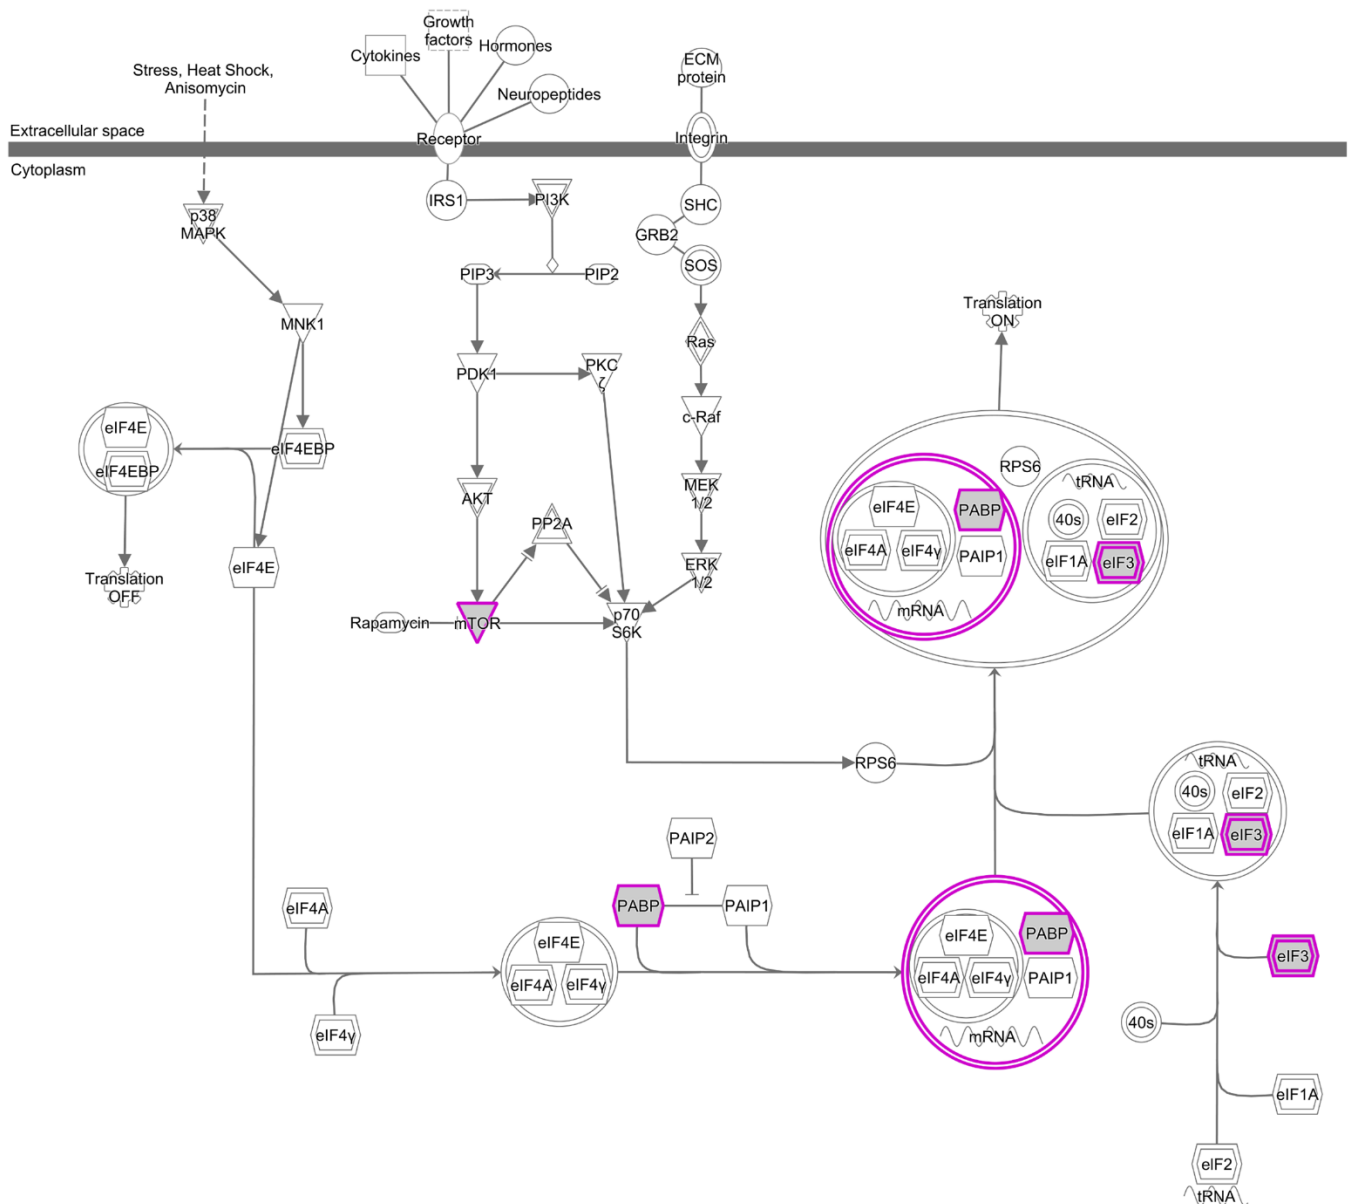 Growth
factors
Cytokines
Hormones
Neuropeptides
ECM
protein
Stress, Heat Shock,
Anisomycin
Extracellular space
Receptor
Integrin
Cytoplasm
IRS1
PI3K
SHC
p38
MAPK
GRB2
SOS
PIP3
PIP2
MNK1
Translation
ON
Ras
PDK1
PKC
ζ
c-Raf
eIF4E
eIF4EBP
eIF4EBP
AKT
MEK
1/2
PP2A
eIF4E
Translation
OFF
ERK
1/2
Rapamycin
mTOR
p70
S6K
RPS6
tRNA
eIF4E
PABP
40s
eIF2
eIF4A
eIF4γ
PAIP1
eIF1A
eIF3
mRNA
RPS6
tRNA
40s
eIF2
eIF1A
eIF3
PAIP2
eIF4A
PABP
PAIP1
eIF4E
eIF4A
eIF4γ
eIF4γ
eIF4E
PABP
eIF4A
eIF4γ
PAIP1
mRNA
eIF3
40s
eIF1A
eIF2
tRNA